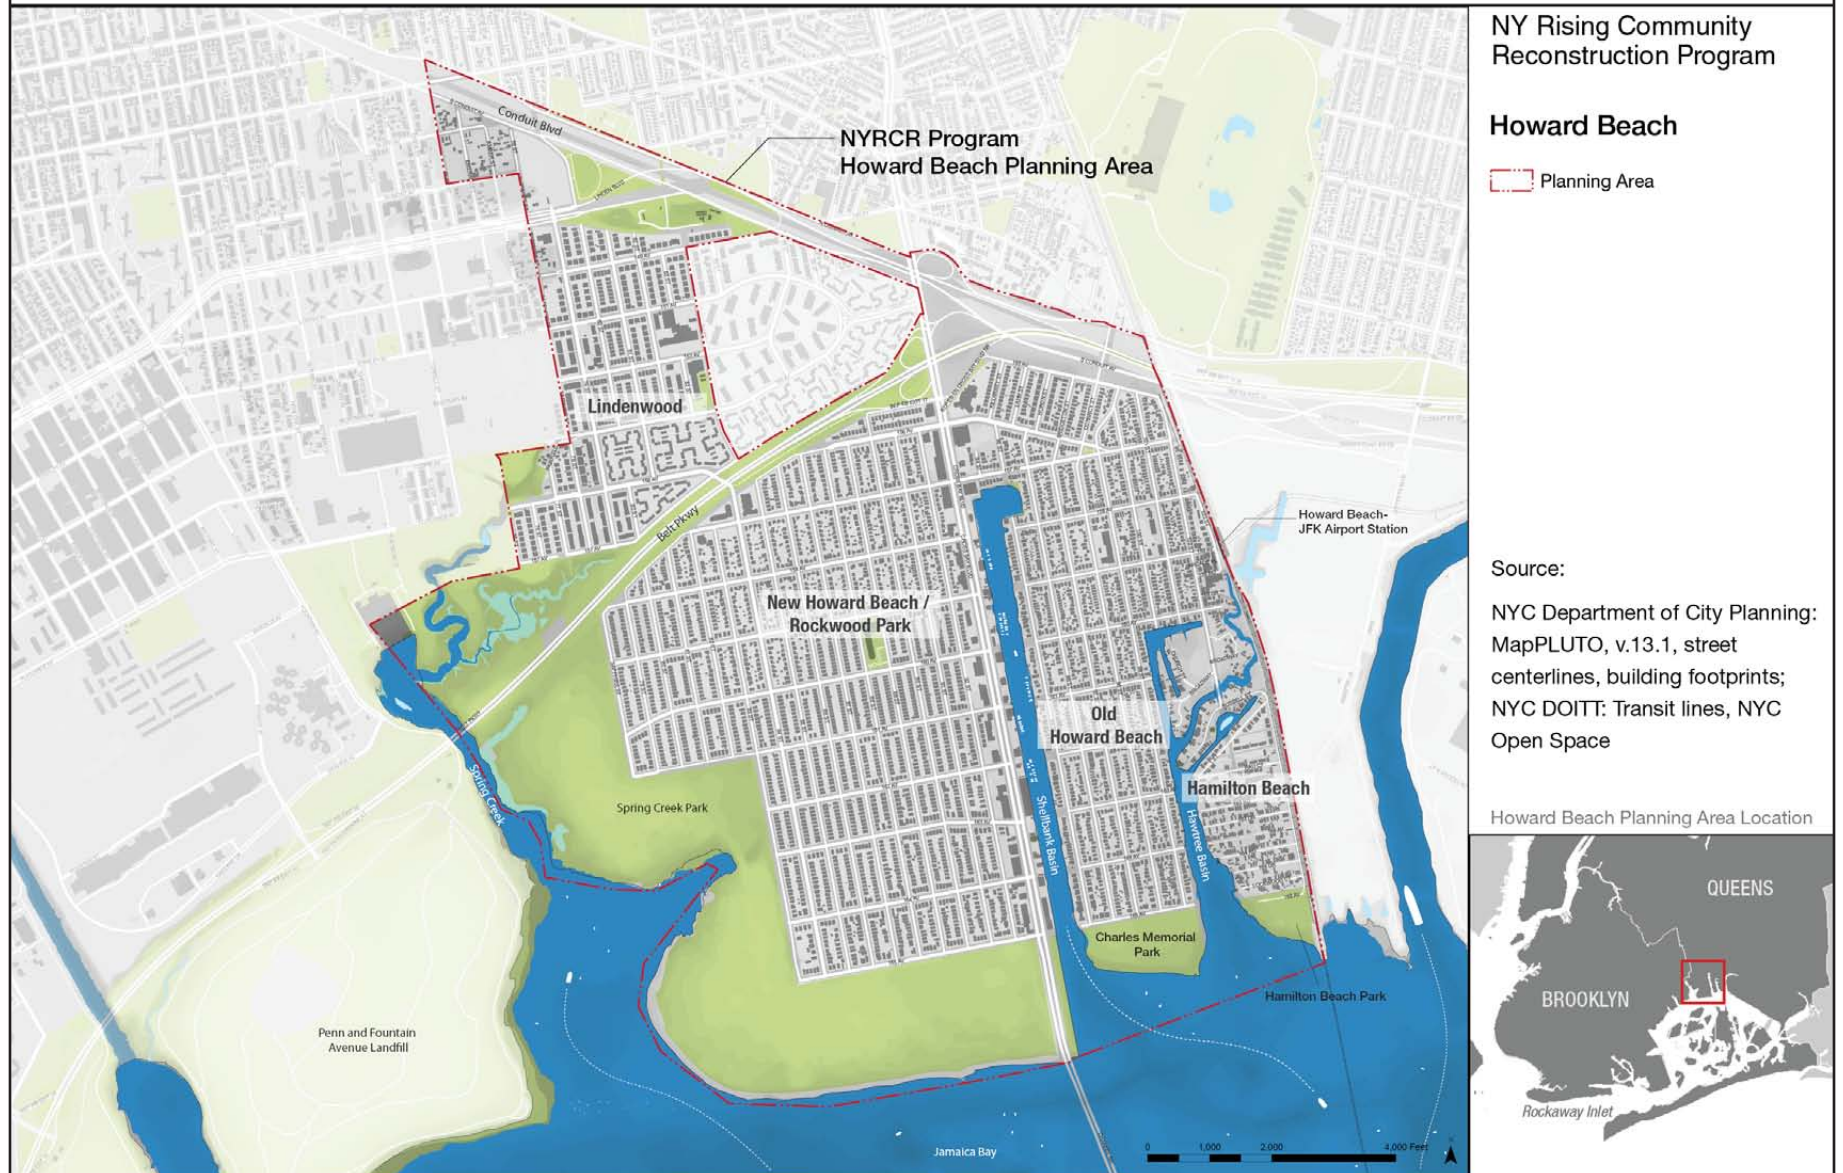 NY Rising Community
Reconstruction Program
Howard Beach
Planning Area
Conduit Blvd
NYRCR Program
Howard Beach Planning Area
LINDEN BLVD
Lindenwood
Belt Pkwy
Howard Beach-
JFK Airport Station
New Howard Beach /
Rockwood Park
Old
Howard Beach
Hamilton Beach
Spring Creek
Spring Creek Park
Shellbank Basin
Hawtree Basin
Charles Memorial
Park
Hamilton Beach Park
Penn and Fountain
Avenue Landfill
Jamaica Bay
0 1,000 2,000 4,000 Feet
Source:
NYC Department of City Planning:
MapPLUTO, v.13.1, street
centerlines, building footprints;
NYC DOITT: Transit lines, NYC
Open Space
Howard Beach Planning Area Location
QUEENS
BROOKLYN
Rockaway Inlet